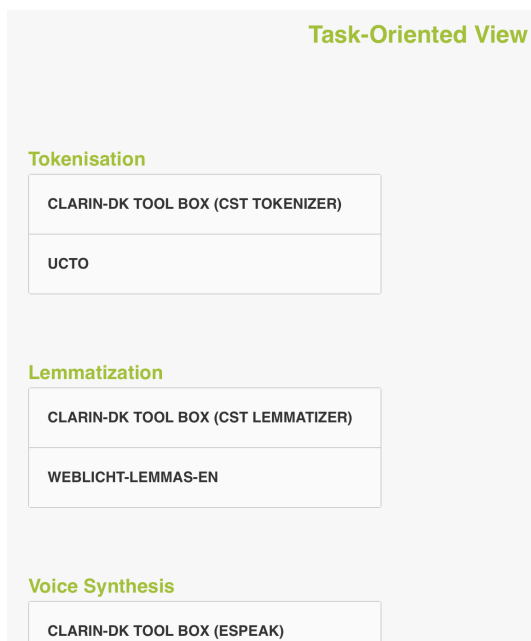 Task-Oriented View
Tokenisation
CLARIN-DK TOOL BOX (CST TOKENIZER)
UCTO
Lemmatization
CLARIN-DK TOOL BOX (CST LEMMATIZER)
WEBLICHT-LEMMAS-EN
Voice Synthesis
CLARIN-DK TOOL BOX (ESPEAK)